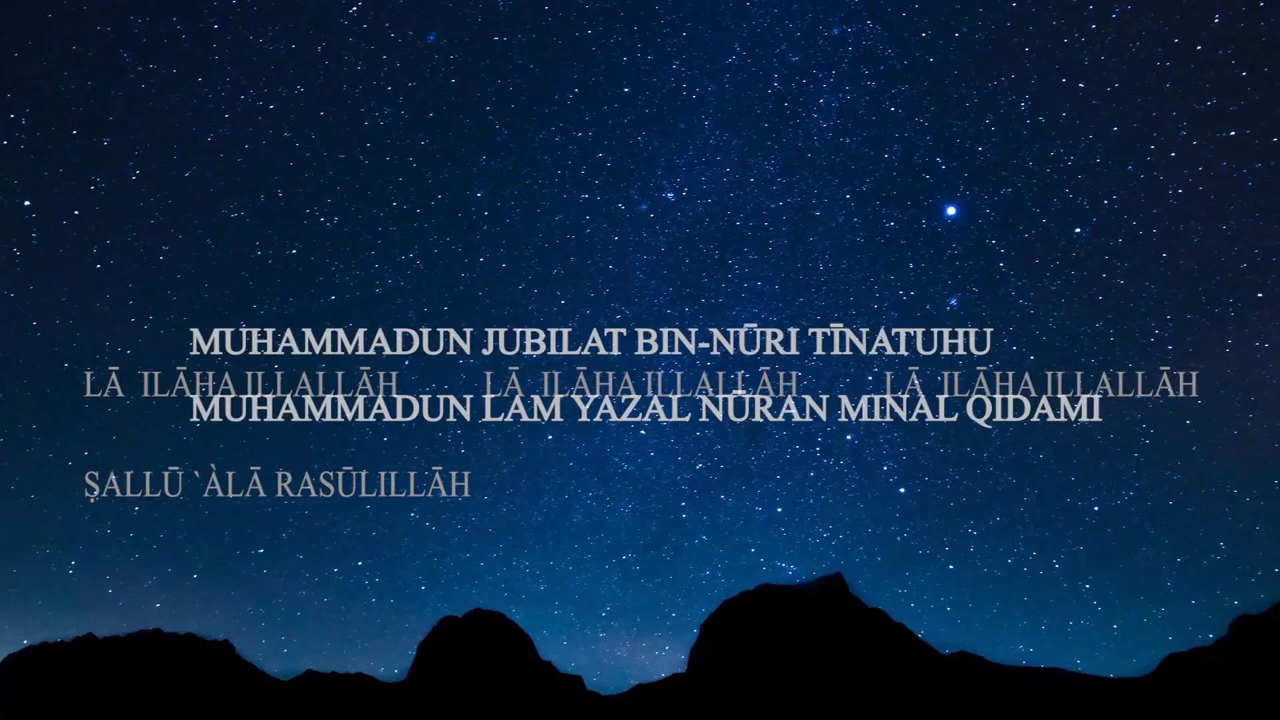 MUHAMMADUN JUBILAT BIN-NŪRI TĪNATUHU
LĀ ILĀHA ILLALLĀH LĀ ILĀHA ILLALLĀH LĀ ILĀHA ILLALLĀH
MUHAMMADUN LAM YAZAL NŪRAN MINAL QIDAMI
ṢALLŪ `ÀLĀ RASŪLILLĀH